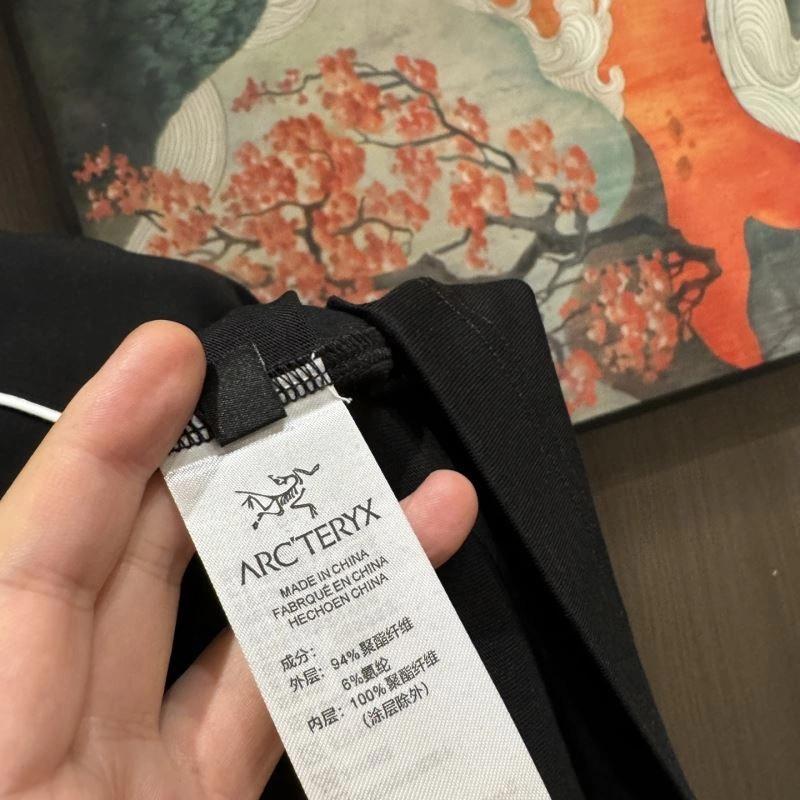 ARC'TERYX
MADE IN CHINA
FABRQUÉ EN CHINA
HECHOEN CHINA
成分：
外层：94%聚酯纤维
6%氨纶
内层：100%聚酯纤维
(涂层除外)